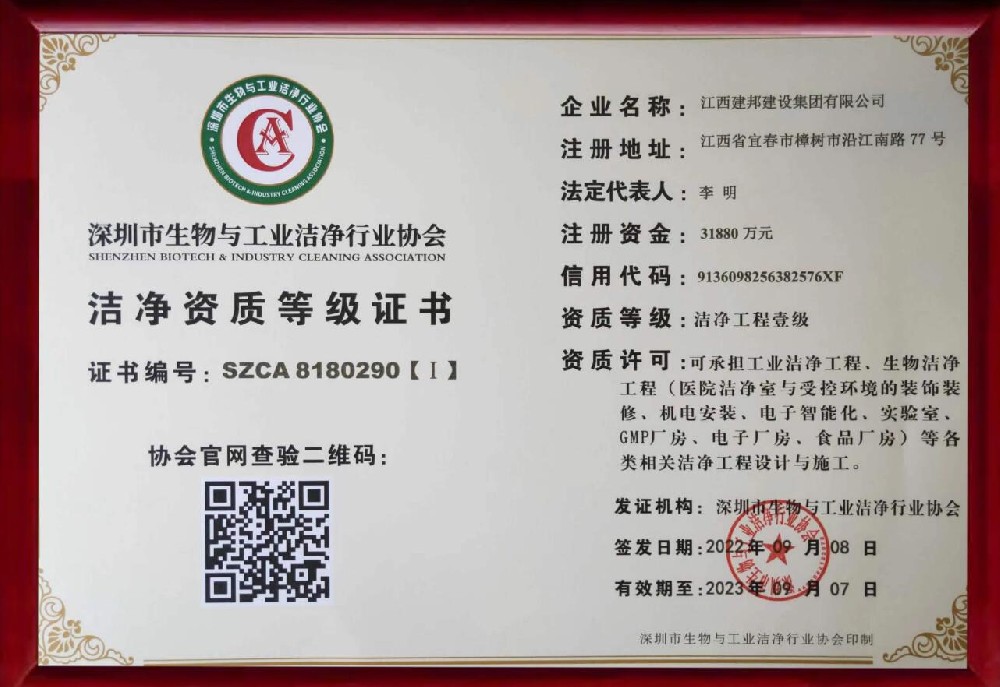 深圳市生物与工业洁净行业协会
CA
SHENZHEN BIOTECH & INDUSTRY CLEANING ASSOCIATION
深圳市生物与工业洁净行业协会
SHENZHEN BIOTECH & INDUSTRY CLEANING ASSOCIATION
洁净资质等级证书
证书编号：SZCA 8180290【Ⅰ】
协会官网查验二维码：
企业名称：江西建邦建设集团有限公司
注册地址：江西省宜春市樟树市沿江南路 77 号
法定代表人：李明
注册资金：31880 万元
信用代码：9136098256382576XF
资质等级：洁净工程壹级
资质许可：可承担工业洁净工程、生物洁净
工程（医院洁净室与受控环境的装饰装
修、机电安装、电子智能化、实验室、
GMP厂房、电子厂房、食品厂房）等各
类相关洁净工程设计与施工。
发证机构：深圳市生物与工业洁净行业协会
签发日期：2022 年 09 月 08 日
有效期至：2023 年 09 月 07 日
深圳市生物与工业洁净行业协会印制